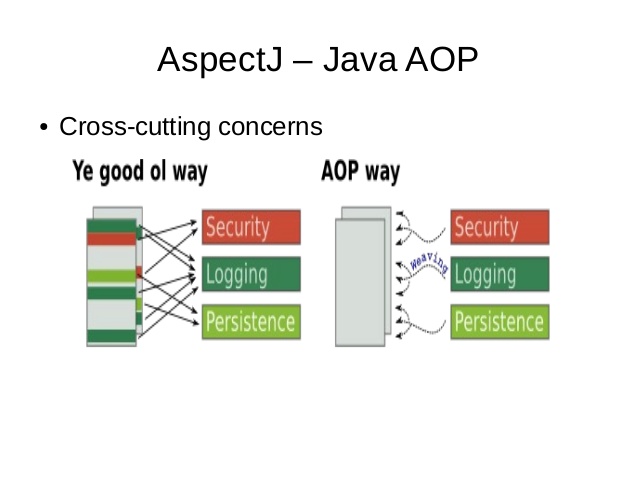 AspectJ – Java AOP
• Cross-cutting concerns
Ye good ol way
AOP way
Security
Logging
Persistence
Weaving
Security
Logging
Persistence